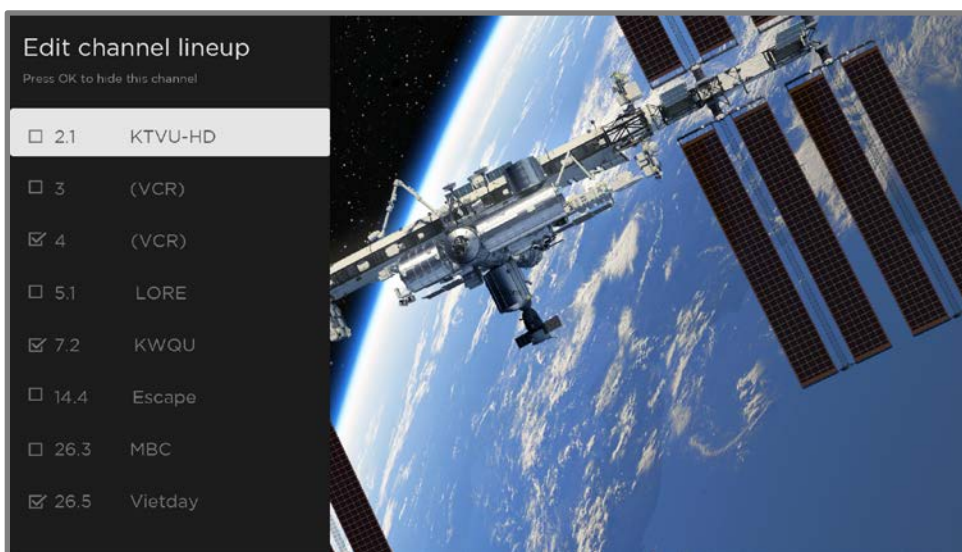 Edit channel lineup
Press OK to hide this channel
2.1 KTVU-HD
3 (VCR)
4 (VCR)
5.1 LORE
7.2 KWQU
14.4 Escape
26.3 MBC
26.5 Vietday